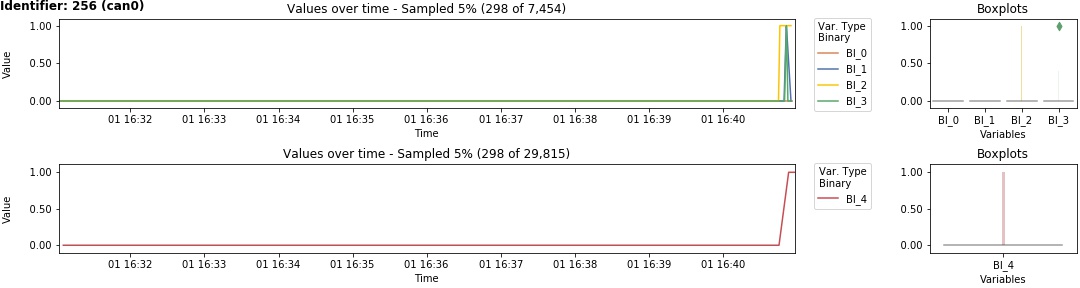 Identifier: 256 (can0)
Values over time - Sampled 5% (298 of 7,454)
Boxplots
Value
1.00
0.50
0.00
01 16:32 01 16:33 01 16:34 01 16:35 01 16:36 01 16:37 01 16:38 01 16:39 01 16:40
Time
Var. Type
Binary
BI_0
BI_1
BI_2
BI_3
1.00
0.50
0.00
BI_0 BI_1 BI_2 BI_3
Variables
Values over time - Sampled 5% (298 of 29,815)
Boxplots
Value
1.00
0.50
0.00
01 16:32 01 16:33 01 16:34 01 16:35 01 16:36 01 16:37 01 16:38 01 16:39 01 16:40
Time
Var. Type
Binary
BI_4
1.00
0.50
0.00
BI_4
Variables